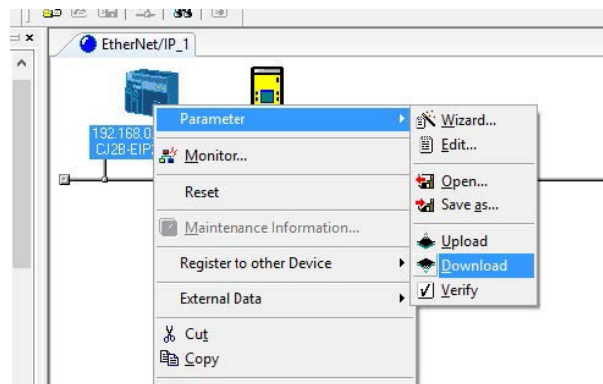 EtherNet/IP_1
192.168.0.
CJ2B-EIP
Parameter
Monitor...
Reset
Maintenance Information...
Register to other Device
External Data
Cut
Copy
Wizard...
Edit...
Open...
Save as...
Upload
Download
Verify